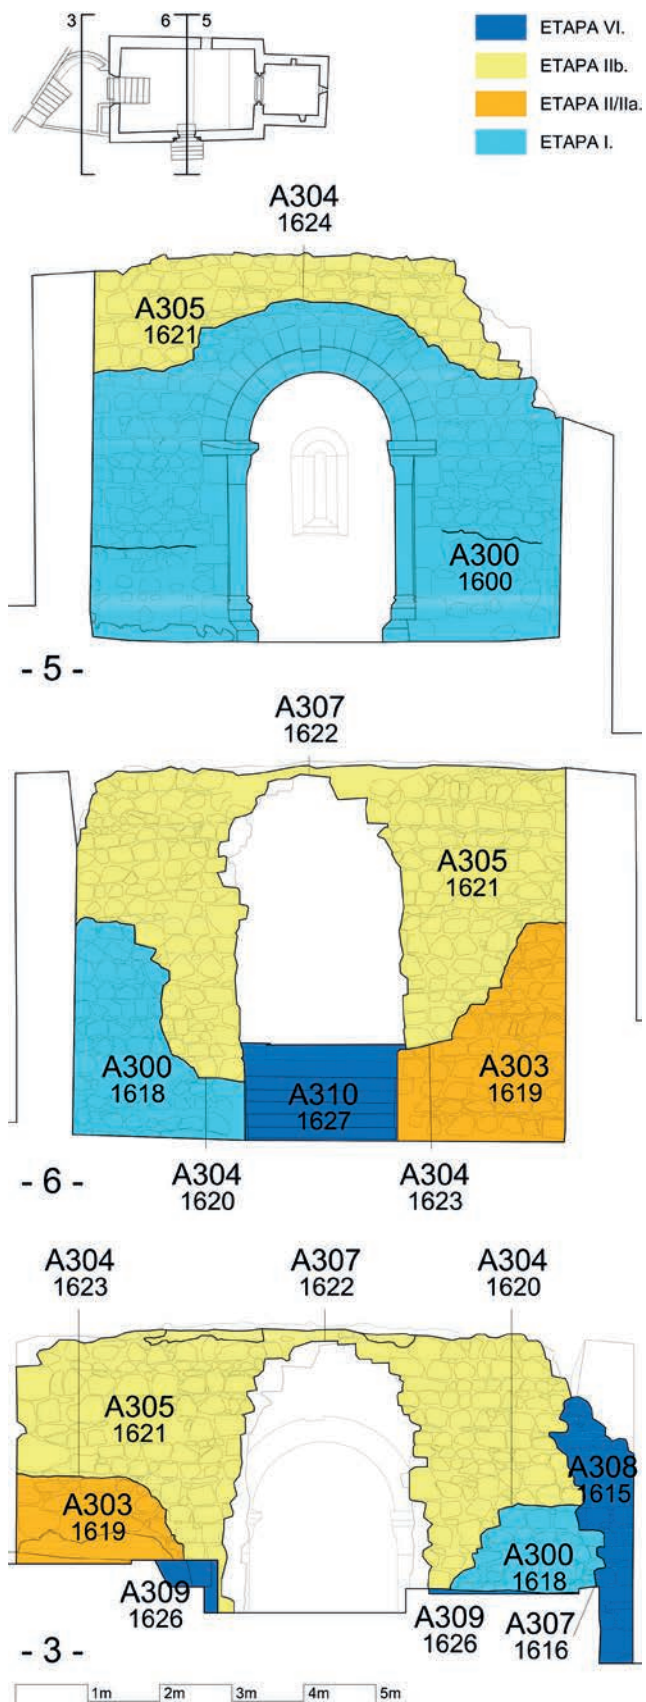 3
6
5
ETAPA VI.
ETAPA IIb.
ETAPA II/IIa.
ETAPA I.
A304
1624
A305
1621
A300
1600
- 5 -
A307
1622
A305
1621
A300
1618
A310
1627
A303
1619
A304
1620
A304
1623
- 6 -
A304
1623
A307
1622
A304
1620
A305
1621
A308
1615
A303
1619
A300
1618
A309
1626
A309
1626
A307
1616
- 3 -
1m 2m 3m 4m 5m